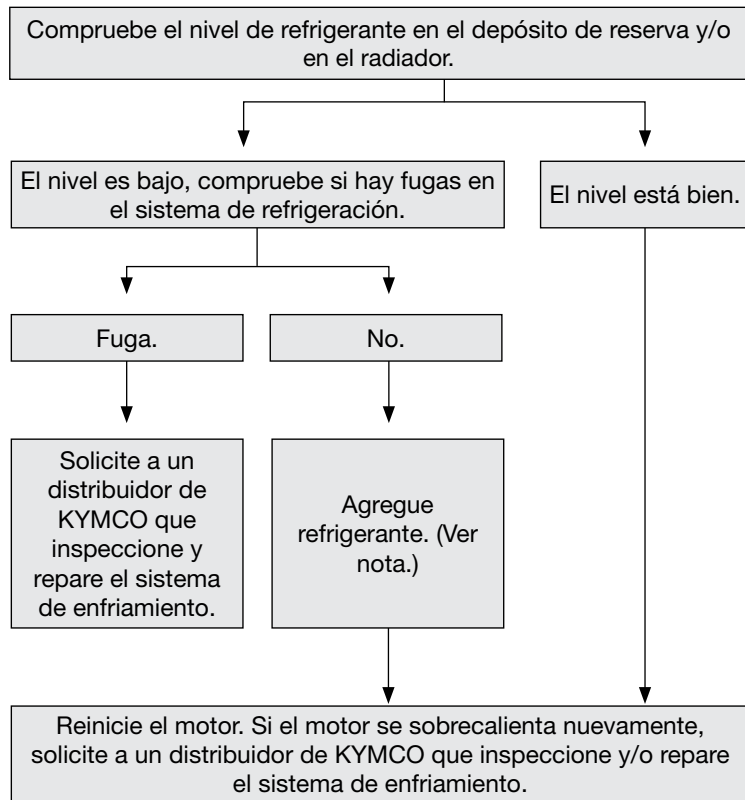 Compruebe el nivel de refrigerante en el depósito de reserva y/o
en el radiador.
El nivel es bajo, compruebe si hay fugas en
el sistema de refrigeración.
El nivel está bien.
Fuga.
No.
Solicite a un
distribuidor de
KYMCO que
inspeccione y
repare el sistema
de enfriamiento.
Agregue
refrigerante. (Ver
nota.)
Reinicie el motor. Si el motor se sobrecalienta nuevamente,
solicite a un distribuidor de KYMCO que inspeccione y/o repare
el sistema de enfriamiento.